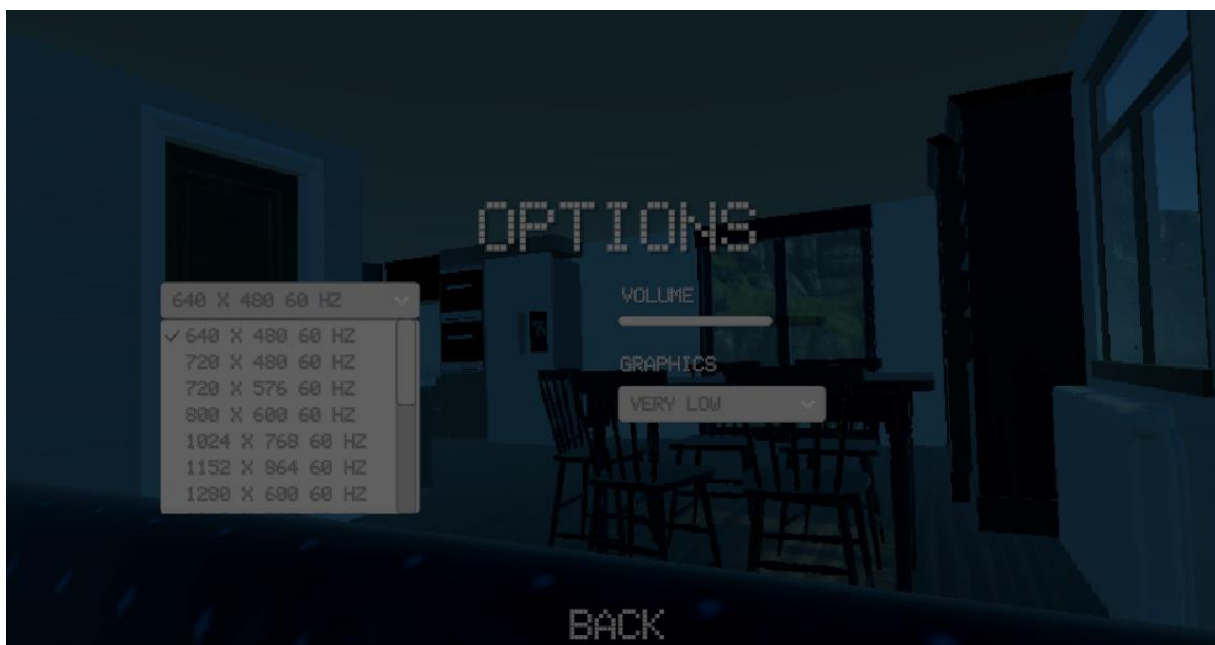 OPTIONS
640 X 480 60 HZ
640 X 480 60 HZ
720 X 480 60 HZ
720 X 576 60 HZ
800 X 600 60 HZ
1024 X 768 60 HZ
1152 X 864 60 HZ
1280 X 600 60 HZ
VOLUME
GRAPHICS
VERY LOW
BACK